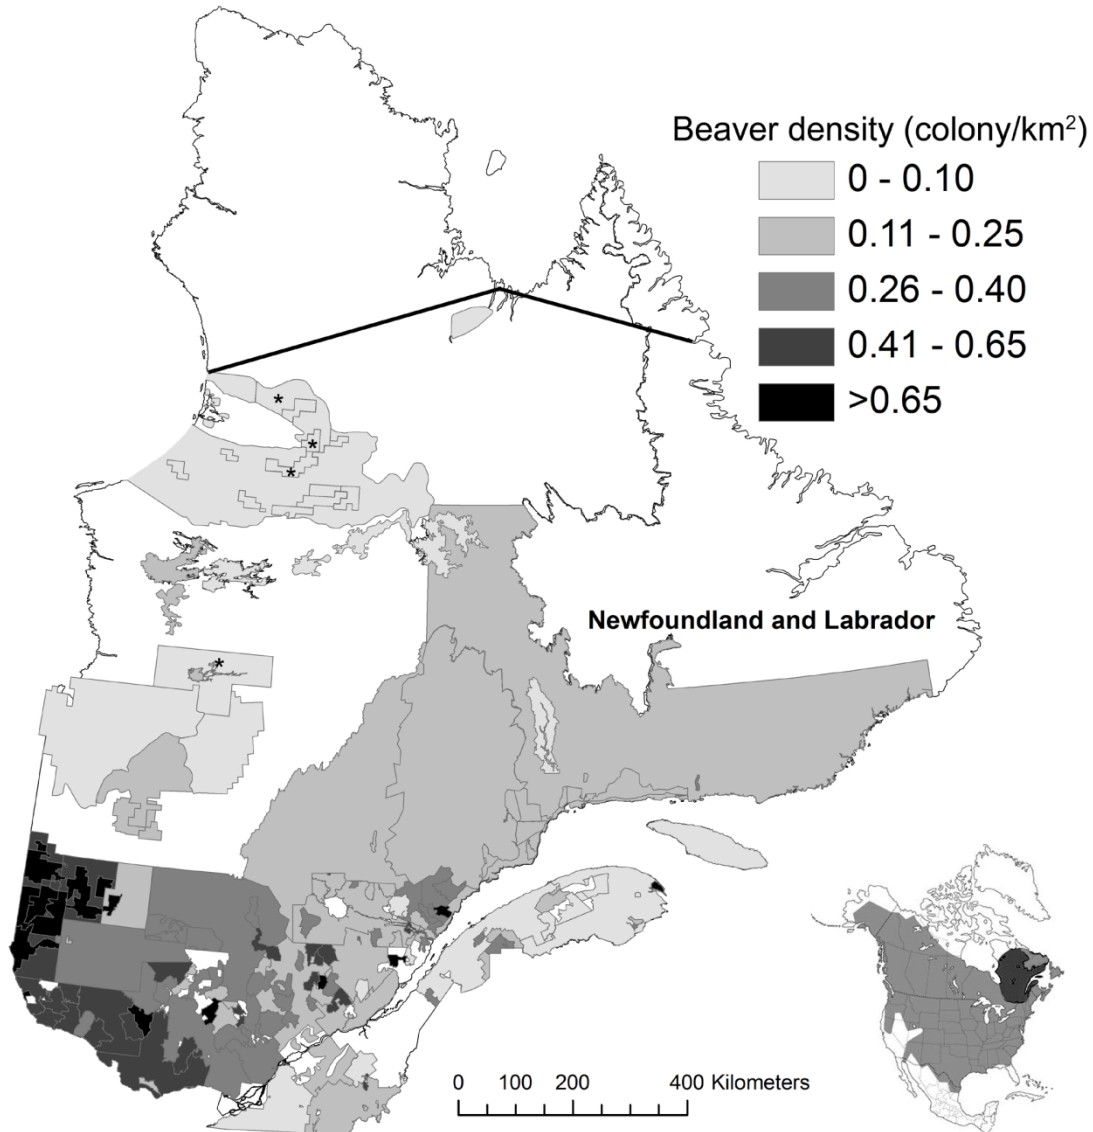 Beaver density (colony/km²)
0 - 0.10
0.11 - 0.25
0.26 - 0.40
0.41 - 0.65
>0.65
*
*
*
Newfoundland and Labrador
*
0 100 200 400 Kilometers